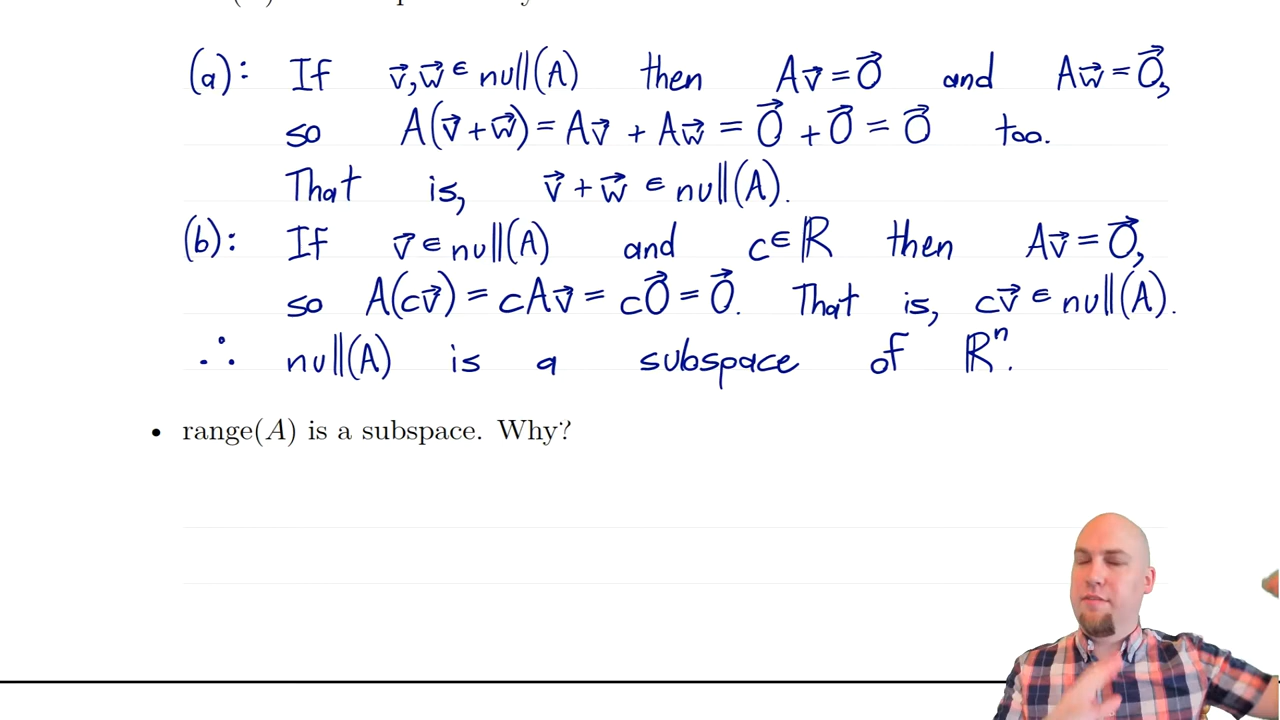 (a): If v⃗,w⃗ ∈ null(A) then Av⃗ = 0⃗ and Aw⃗ = 0⃗,
so A(v⃗ + w⃗) = Av⃗ + Aw⃗ = 0⃗ + 0⃗ = 0⃗ too.
That is, v⃗ + w⃗ ∈ null(A).
(b): If v⃗ ∈ null(A) and c ∈ ℝ then Av⃗ = 0⃗,
so A(cv⃗) = cAv⃗ = c0⃗ = 0⃗. That is, cv⃗ ∈ null(A).
∴ null(A) is a subspace of ℝⁿ.
• range(A) is a subspace. Why?